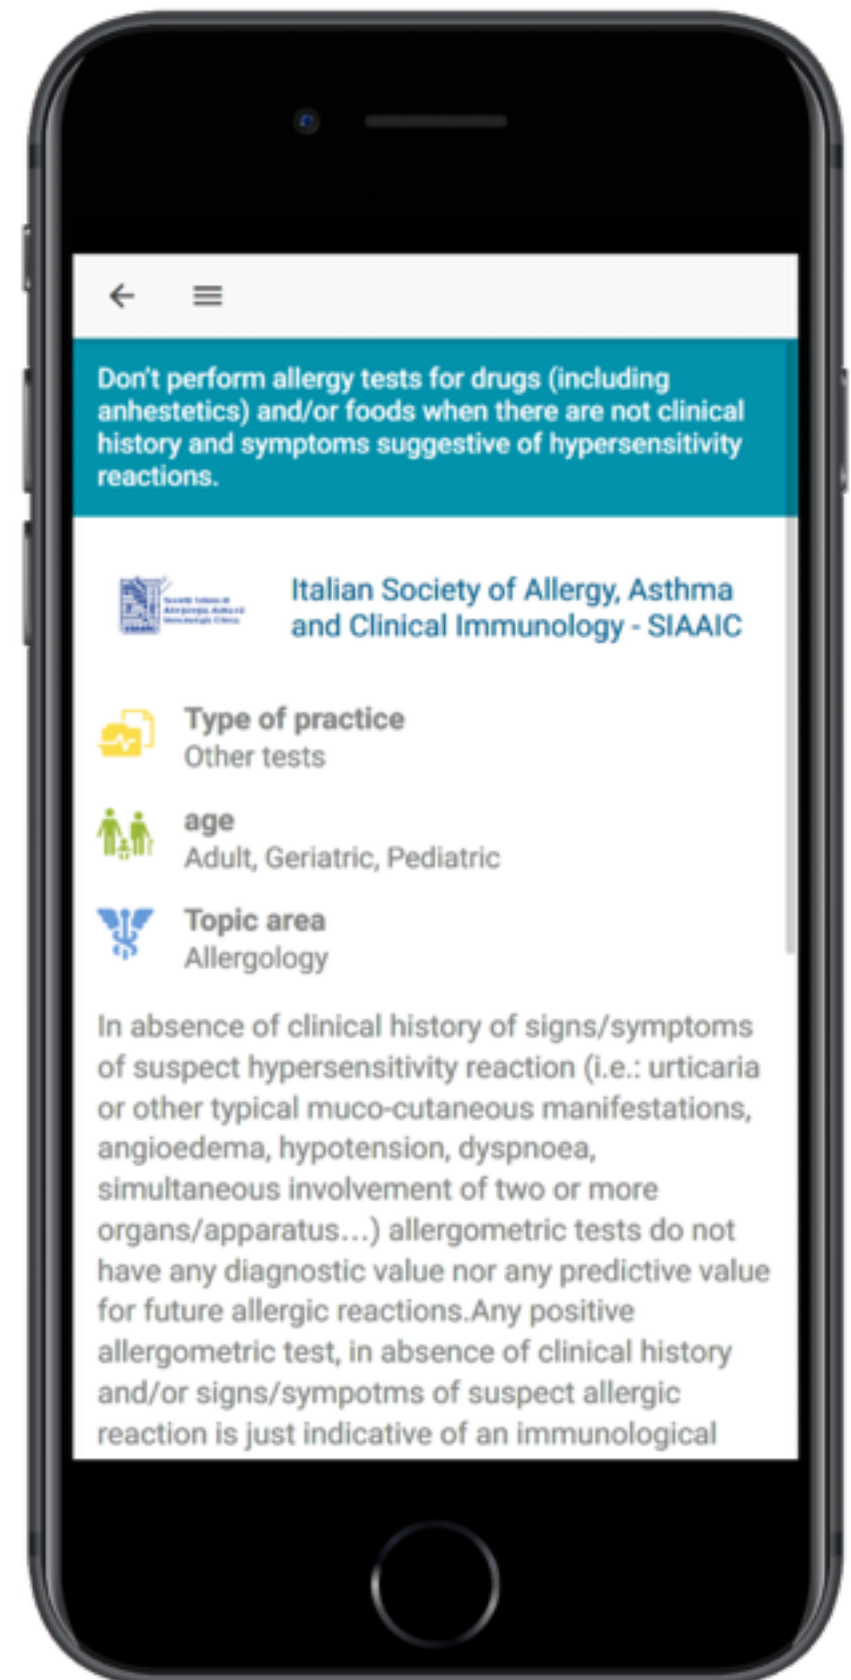 Don't perform allergy tests for drugs (including
anhestetics) and/or foods when there are not clinical
history and symptoms suggestive of hypersensitivity
reactions.
SIAAIC
Italian Society of Allergy, Asthma
and Clinical Immunology - SIAAIC
Type of practice
Other tests
age
Adult, Geriatric, Pediatric
Topic area
Allergology
In absence of clinical history of signs/symptoms
of suspect hypersensitivity reaction (i.e.: urticaria
or other typical muco-cutaneous manifestations,
angioedema, hypotension, dyspnoea,
simultaneous involvement of two or more
organs/apparatus...) allergometric tests do not
have any diagnostic value nor any predictive value
for future allergic reactions.Any positive
allergometric test, in absence of clinical history
and/or signs/sympotms of suspect allergic
reaction is just indicative of an immunological